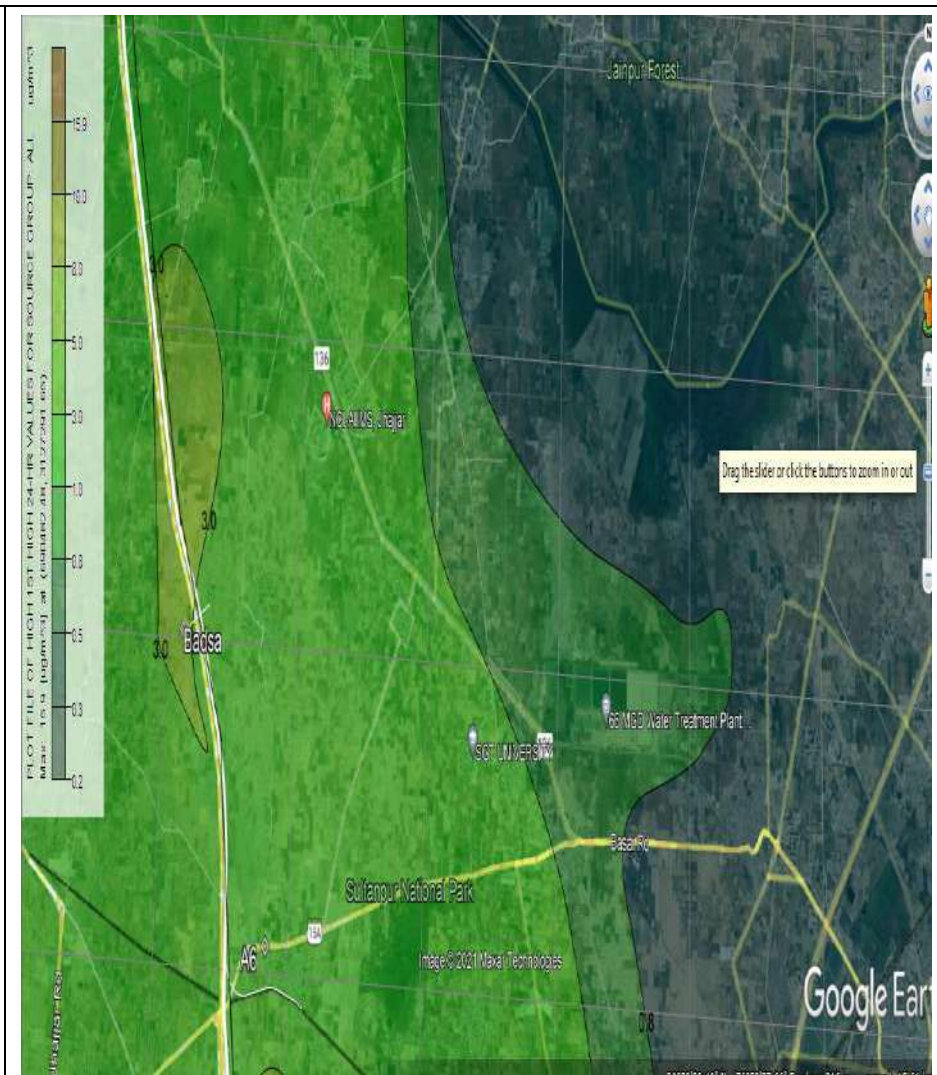 PLOT FILE OF HIGH 1ST HIGH 24-HR VALUES FOR SOURCE GROUP: ALL
ug/m^3
15.9
10.0
8.0
5.0
3.0
1.0
0.8
0.5
0.3
0.2
Jainpur Forest
136
NCI-AIIMS, Jhajjar
Drag the slider or click the buttons to zoom in or out
3.0
3.0
Badsa
66 MGD Water Treatment Plant...
SGT UNIVERSITY
Basai Rd
Sultanpur National Park
15A
A6
Image © 2021 Maxar Technologies
Google Eart
0.8
Jhajjar Rd